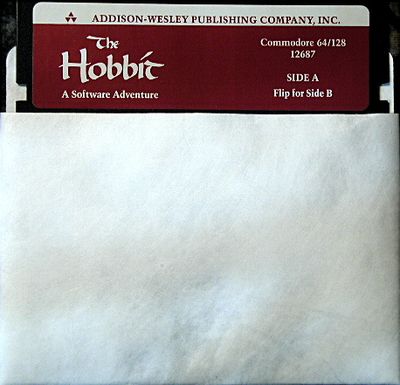 ADDISON-WESLEY PUBLISHING COMPANY, INC.
The
Hobbit
A Software Adventure
Commodore 64/128
12687
SIDE A
Flip for Side B